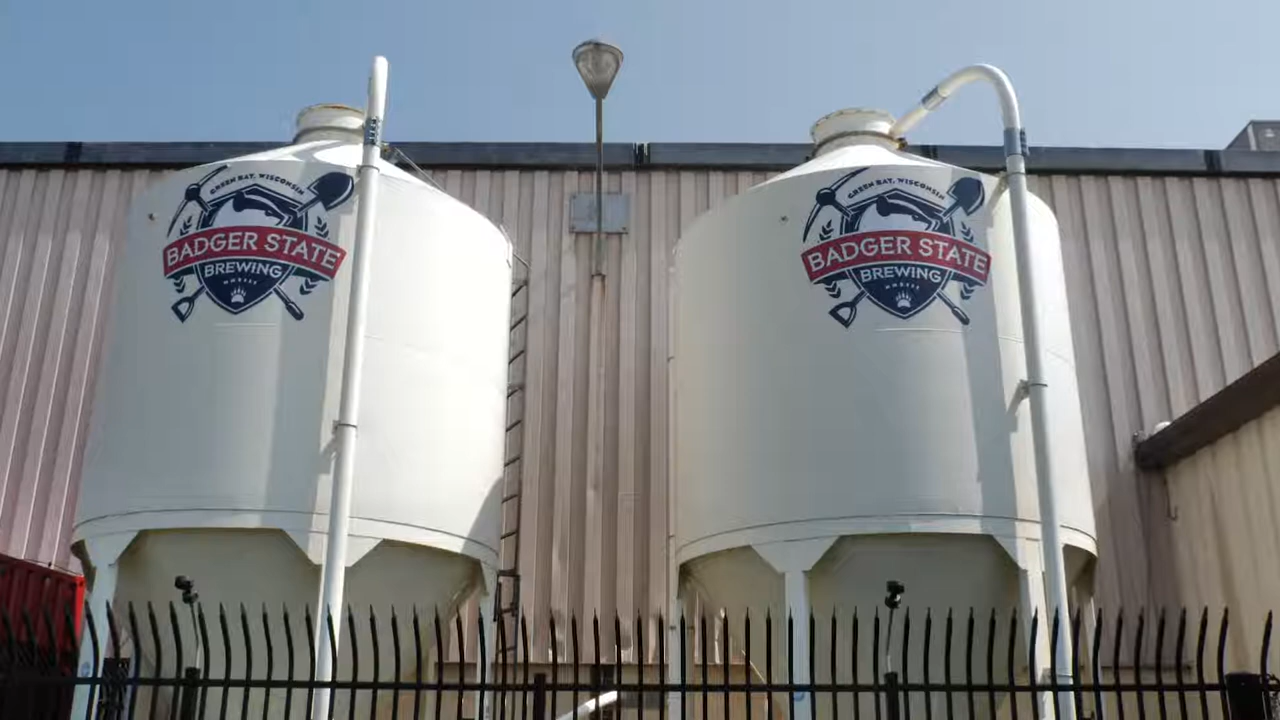 GREEN BAY, WISCONSIN
BADGER STATE
BREWING
GREEN BAY, WISCONSIN
BADGER STATE
BREWING